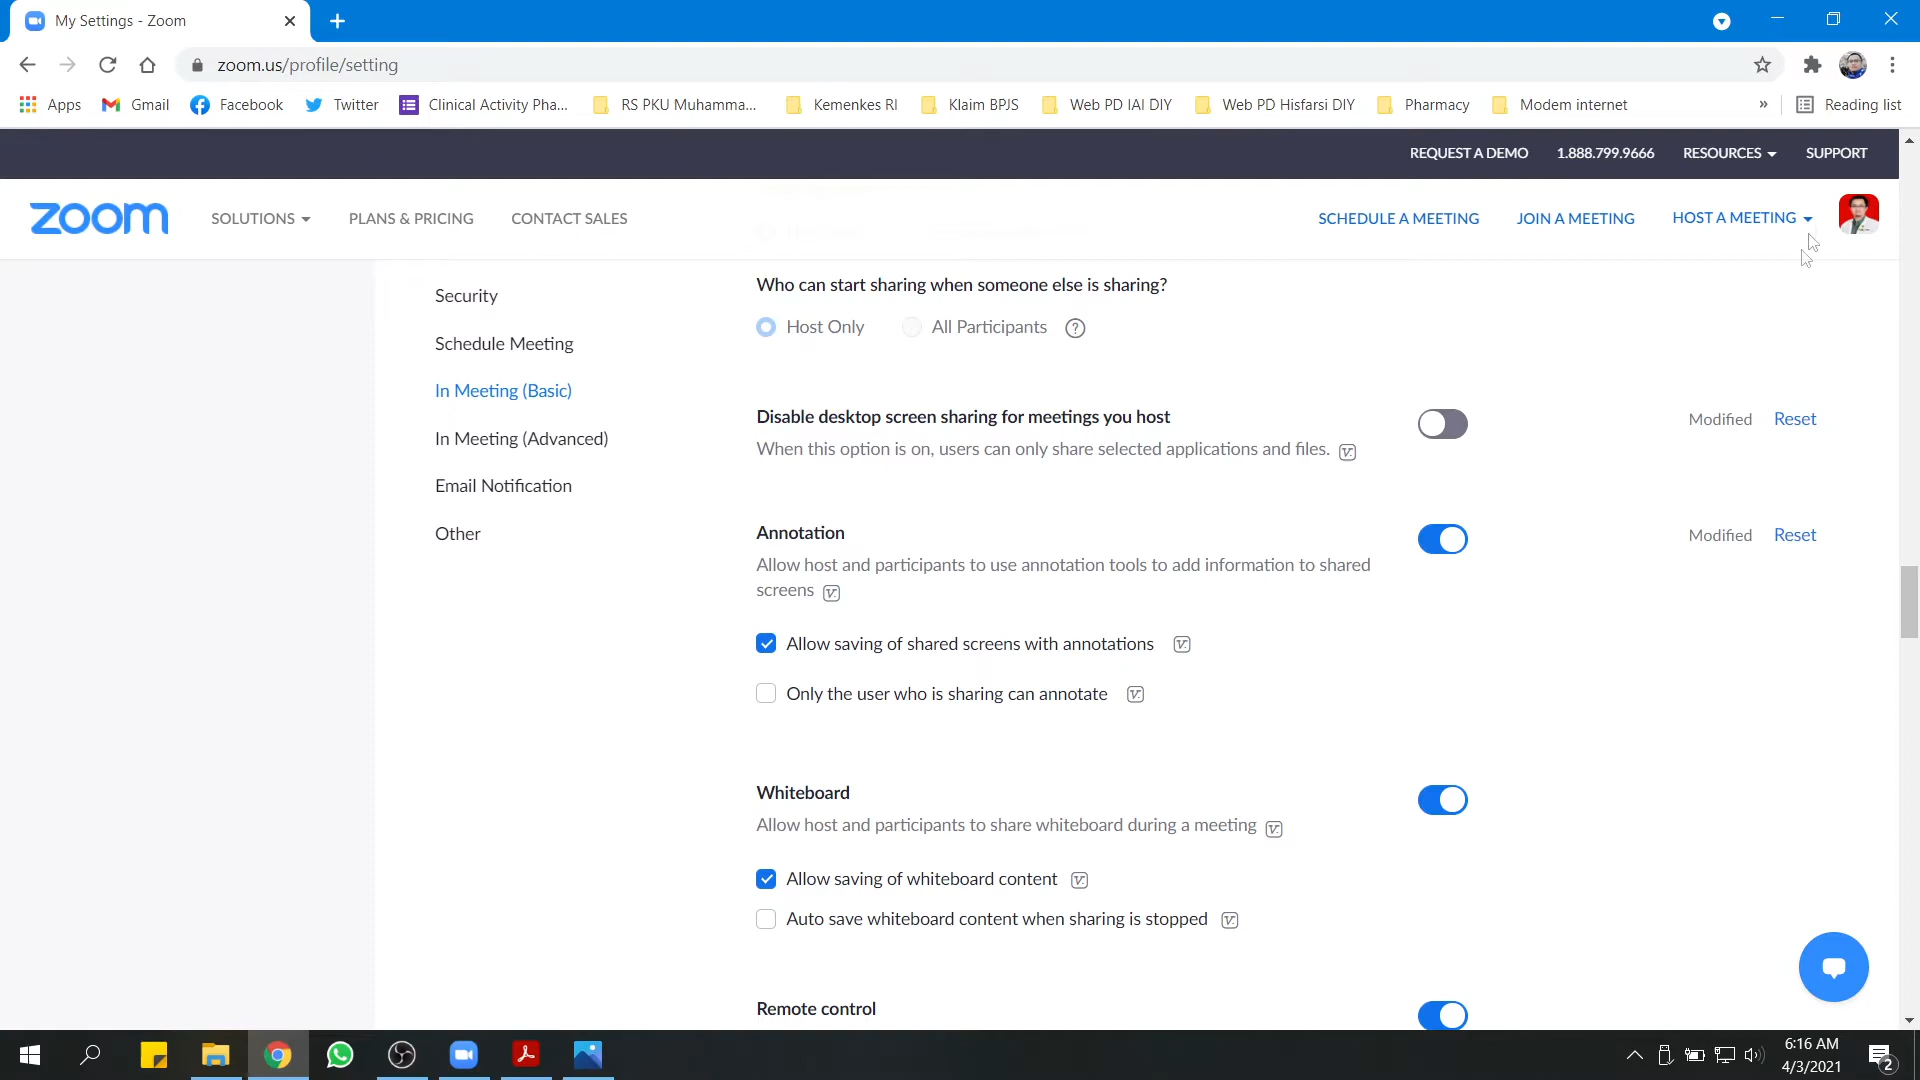 My Settings - Zoom
zoom.us/profile/setting
Apps Gmail Facebook Twitter Clinical Activity Pha... RS PKU Muhamma... Kemenkes RI Klaim BPJS Web PD IAI DIY Web PD Hisfarsi DIY Pharmacy Modem internet » Reading list
REQUEST A DEMO 1.888.799.9666 RESOURCES SUPPORT
zoom SOLUTIONS PLANS & PRICING CONTACT SALES SCHEDULE A MEETING JOIN A MEETING HOST A MEETING
Security
Schedule Meeting
In Meeting (Basic)
In Meeting (Advanced)
Email Notification
Other
Who can start sharing when someone else is sharing?
Host Only All Participants ?
Disable desktop screen sharing for meetings you host Modified Reset
When this option is on, users can only share selected applications and files.
Annotation Modified Reset
Allow host and participants to use annotation tools to add information to shared
screens
Allow saving of shared screens with annotations
Only the user who is sharing can annotate
Whiteboard
Allow host and participants to share whiteboard during a meeting
Allow saving of whiteboard content
Auto save whiteboard content when sharing is stopped
Remote control
6:16 AM
4/3/2021
2